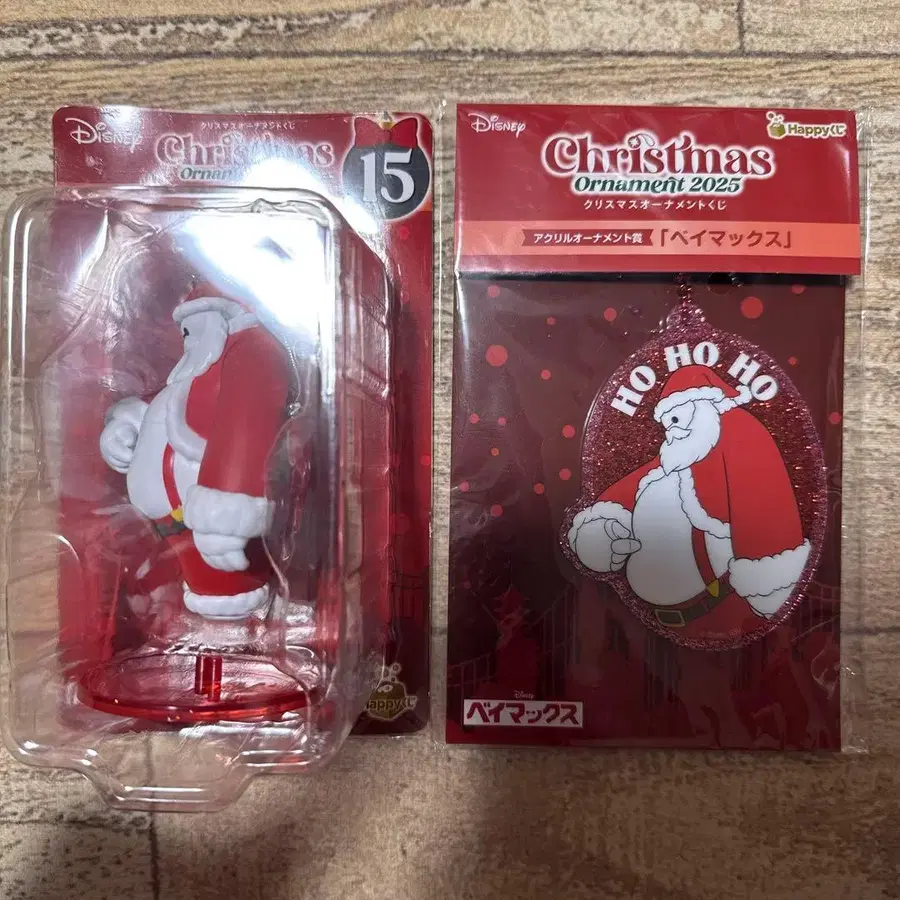 Disney
クリスマスオーナメントくじ
Christmas
Orna
15
appyくじ
Disney
Happyくじ
Christmas
Ornament 2025
クリスマスオーナメントくじ
アクリルオーナメント賞 「ベイマックス」
HO HO HO
Disney
ベイマックス